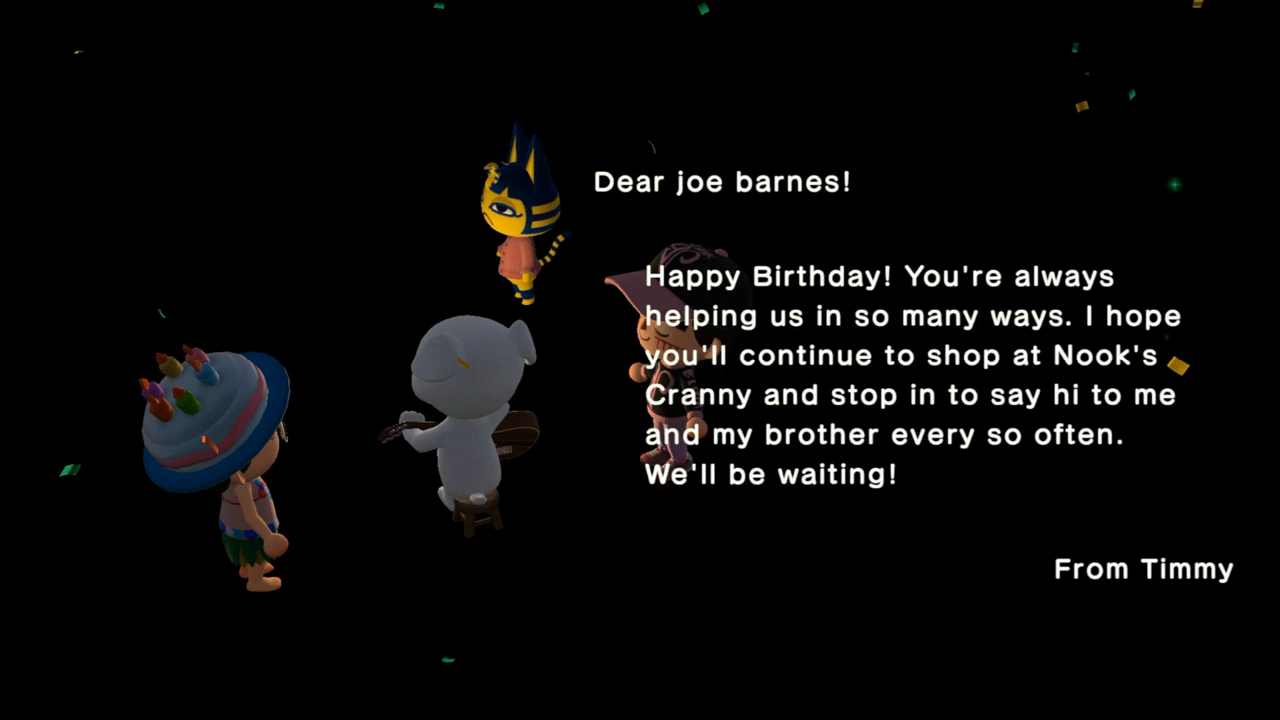 Dear joe barnes!
Happy Birthday! You're always
helping us in so many ways. I hope
you'll continue to shop at Nook's
Cranny and stop in to say hi to me
and my brother every so often.
We'll be waiting!
From Timmy